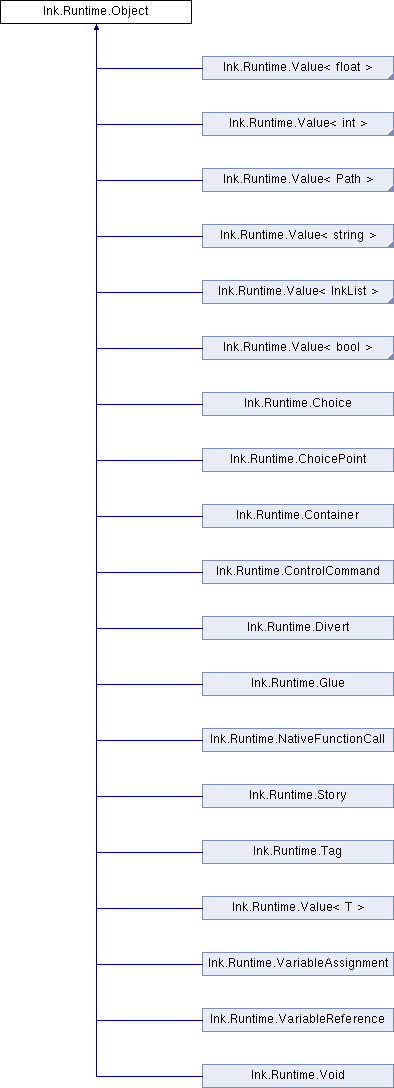 Ink.Runtime.Object
Ink.Runtime.Value< float >
Ink.Runtime.Value< int >
Ink.Runtime.Value< Path >
Ink.Runtime.Value< string >
Ink.Runtime.Value< InkList >
Ink.Runtime.Value< bool >
Ink.Runtime.Choice
Ink.Runtime.ChoicePoint
Ink.Runtime.Container
Ink.Runtime.ControlCommand
Ink.Runtime.Divert
Ink.Runtime.Glue
Ink.Runtime.NativeFunctionCall
Ink.Runtime.Story
Ink.Runtime.Tag
Ink.Runtime.Value< T >
Ink.Runtime.VariableAssignment
Ink.Runtime.VariableReference
Ink.Runtime.Void